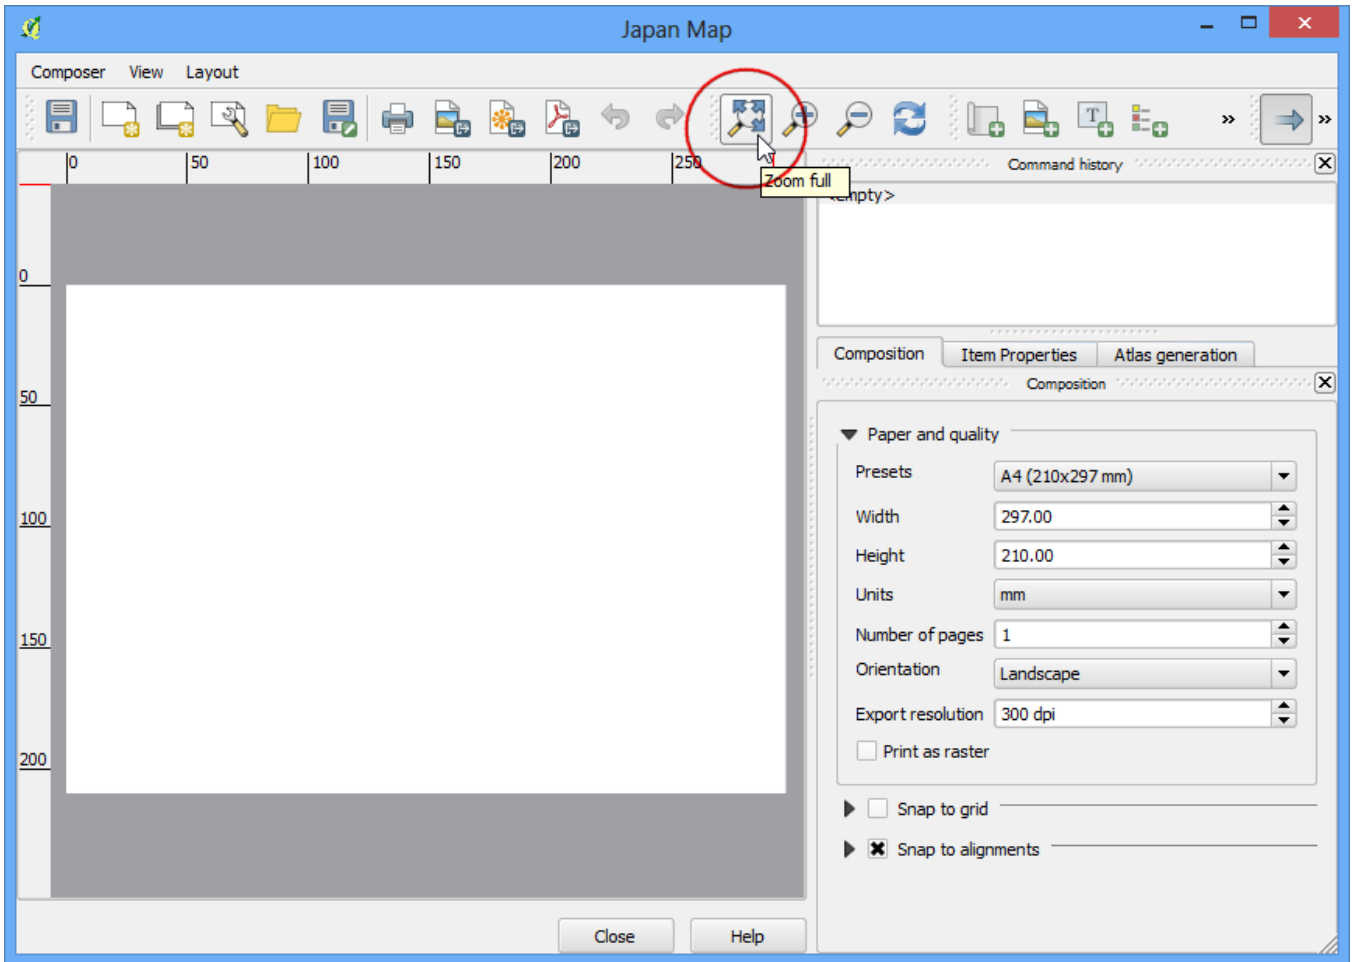 Japan Map
Composer View Layout
T
» »
0 50 100 150 200 250
Zoom full
Command history
<empty>
0
50
100
150
200
Composition Item Properties Atlas generation
Composition
Paper and quality
Presets A4 (210x297 mm)
Width 297.00
Height 210.00
Units mm
Number of pages 1
Orientation Landscape
Export resolution 300 dpi
Print as raster
Snap to grid
Snap to alignments
Close Help